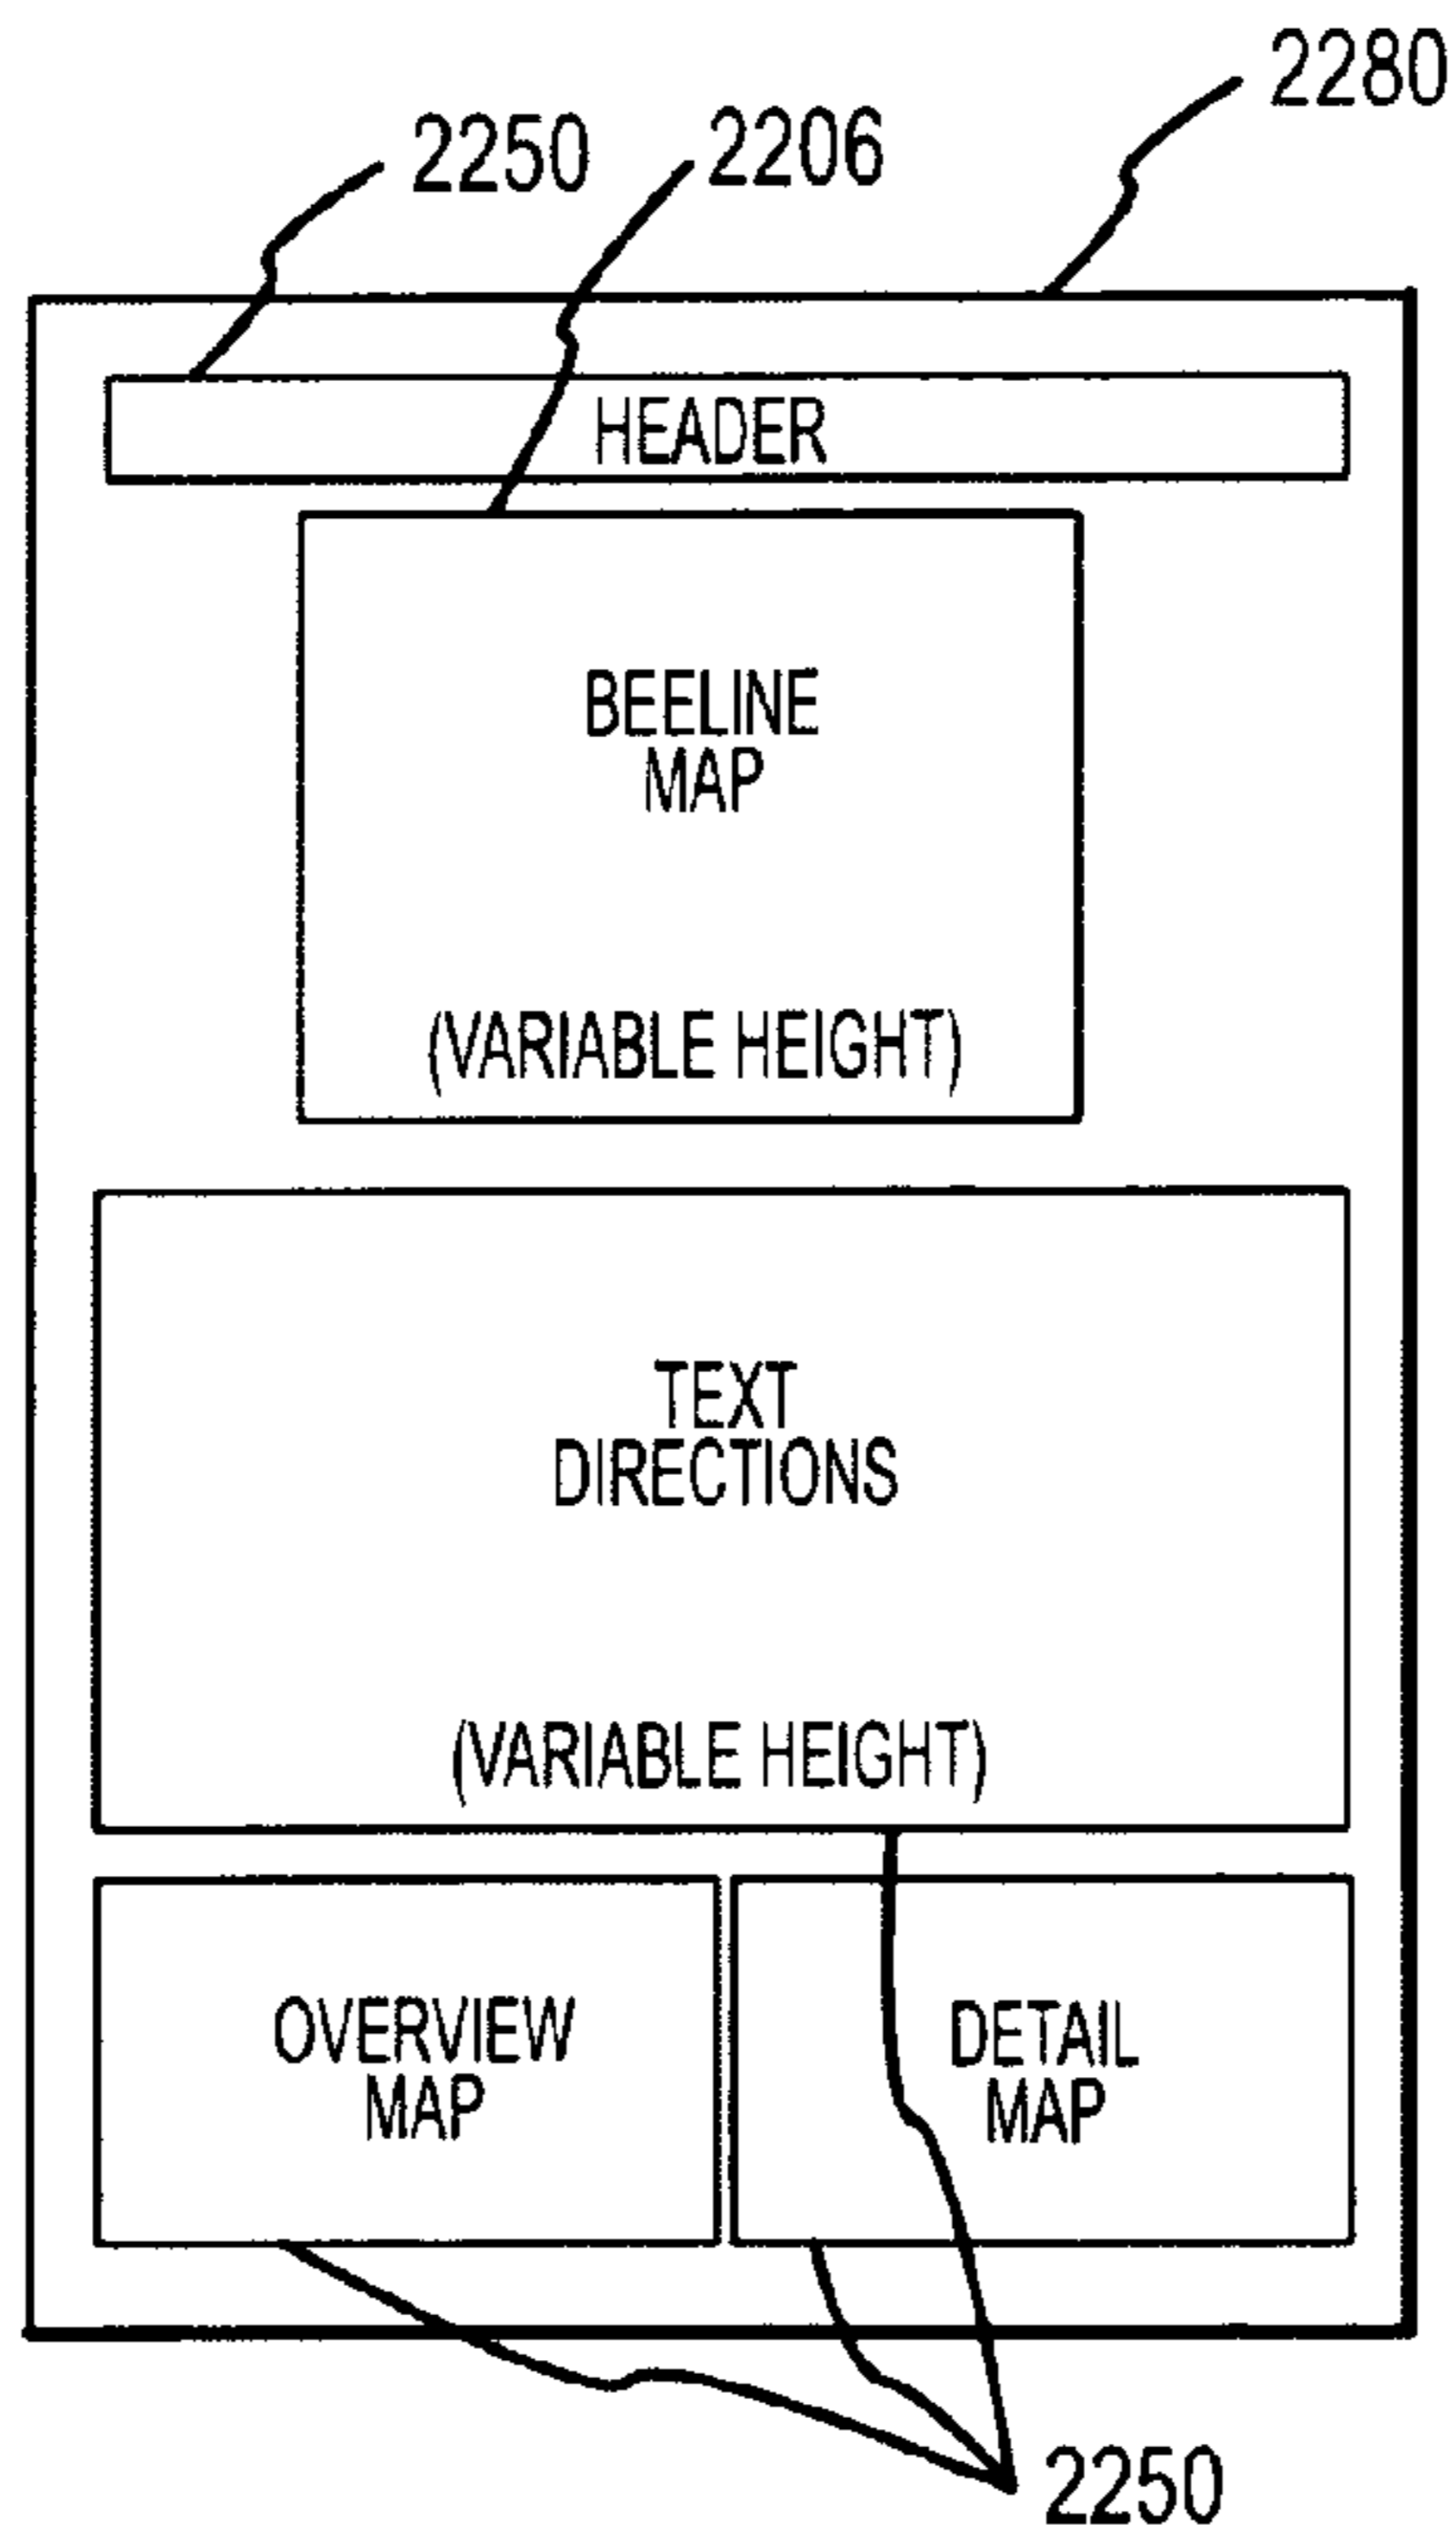 2280
2250
2206
HEADER
BEELINE
MAP
(VARIABLE HEIGHT)
TEXT
DIRECTIONS
(VARIABLE HEIGHT)
OVERVIEW
MAP
DETAIL
MAP
2250